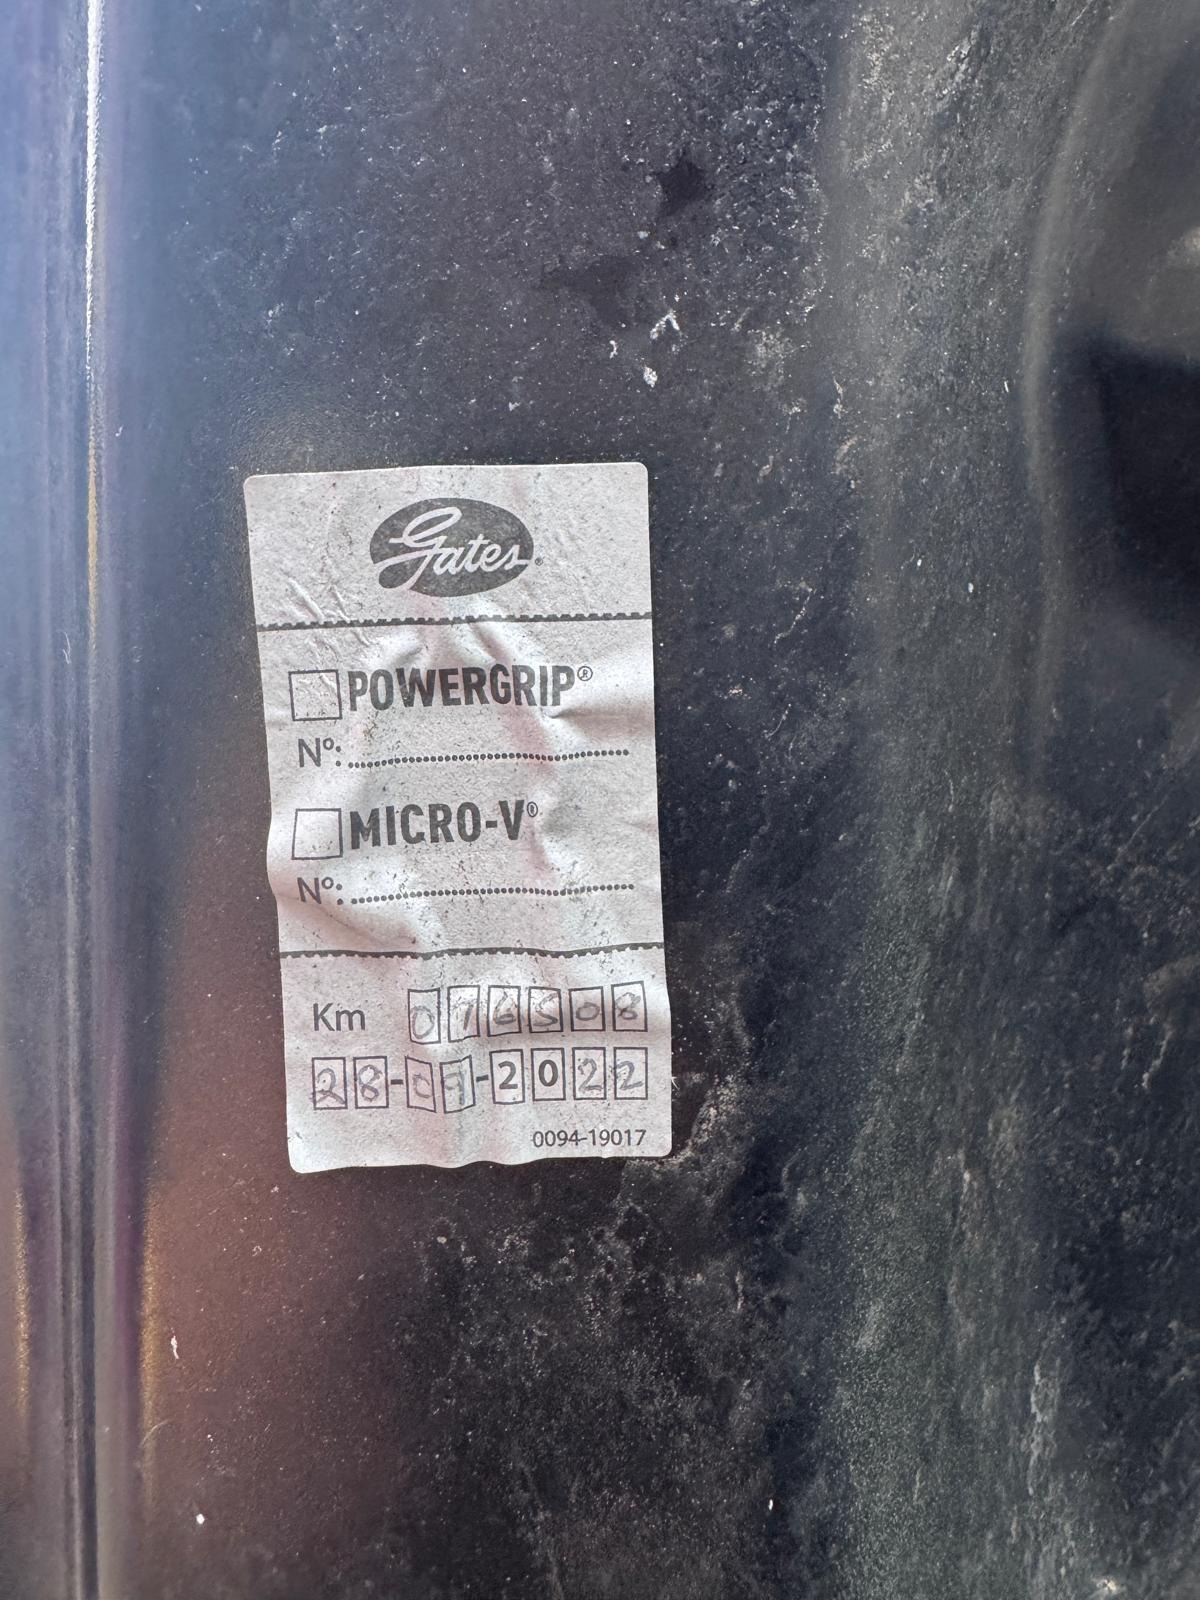 Gates®
POWERGRIP®
Nº:
MICRO-V®
Nº:
Km 076508
28-09-2022
0094-19017